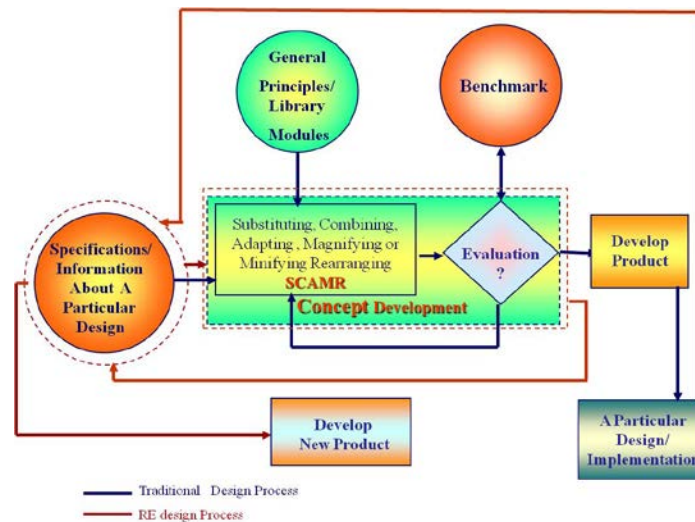 General
Principles/
Library
Modules
Benchmark
Specifications/
Information
About A
Particular
Design
Substituting, Combining,
Adapting , Magnifying or
Minifying Rearranging
SCAMR
Concept Development
Evaluation
?
Develop
Product
Develop
New Product
A Particular
Design/
Implementation
Traditional Design Process
RE design Process